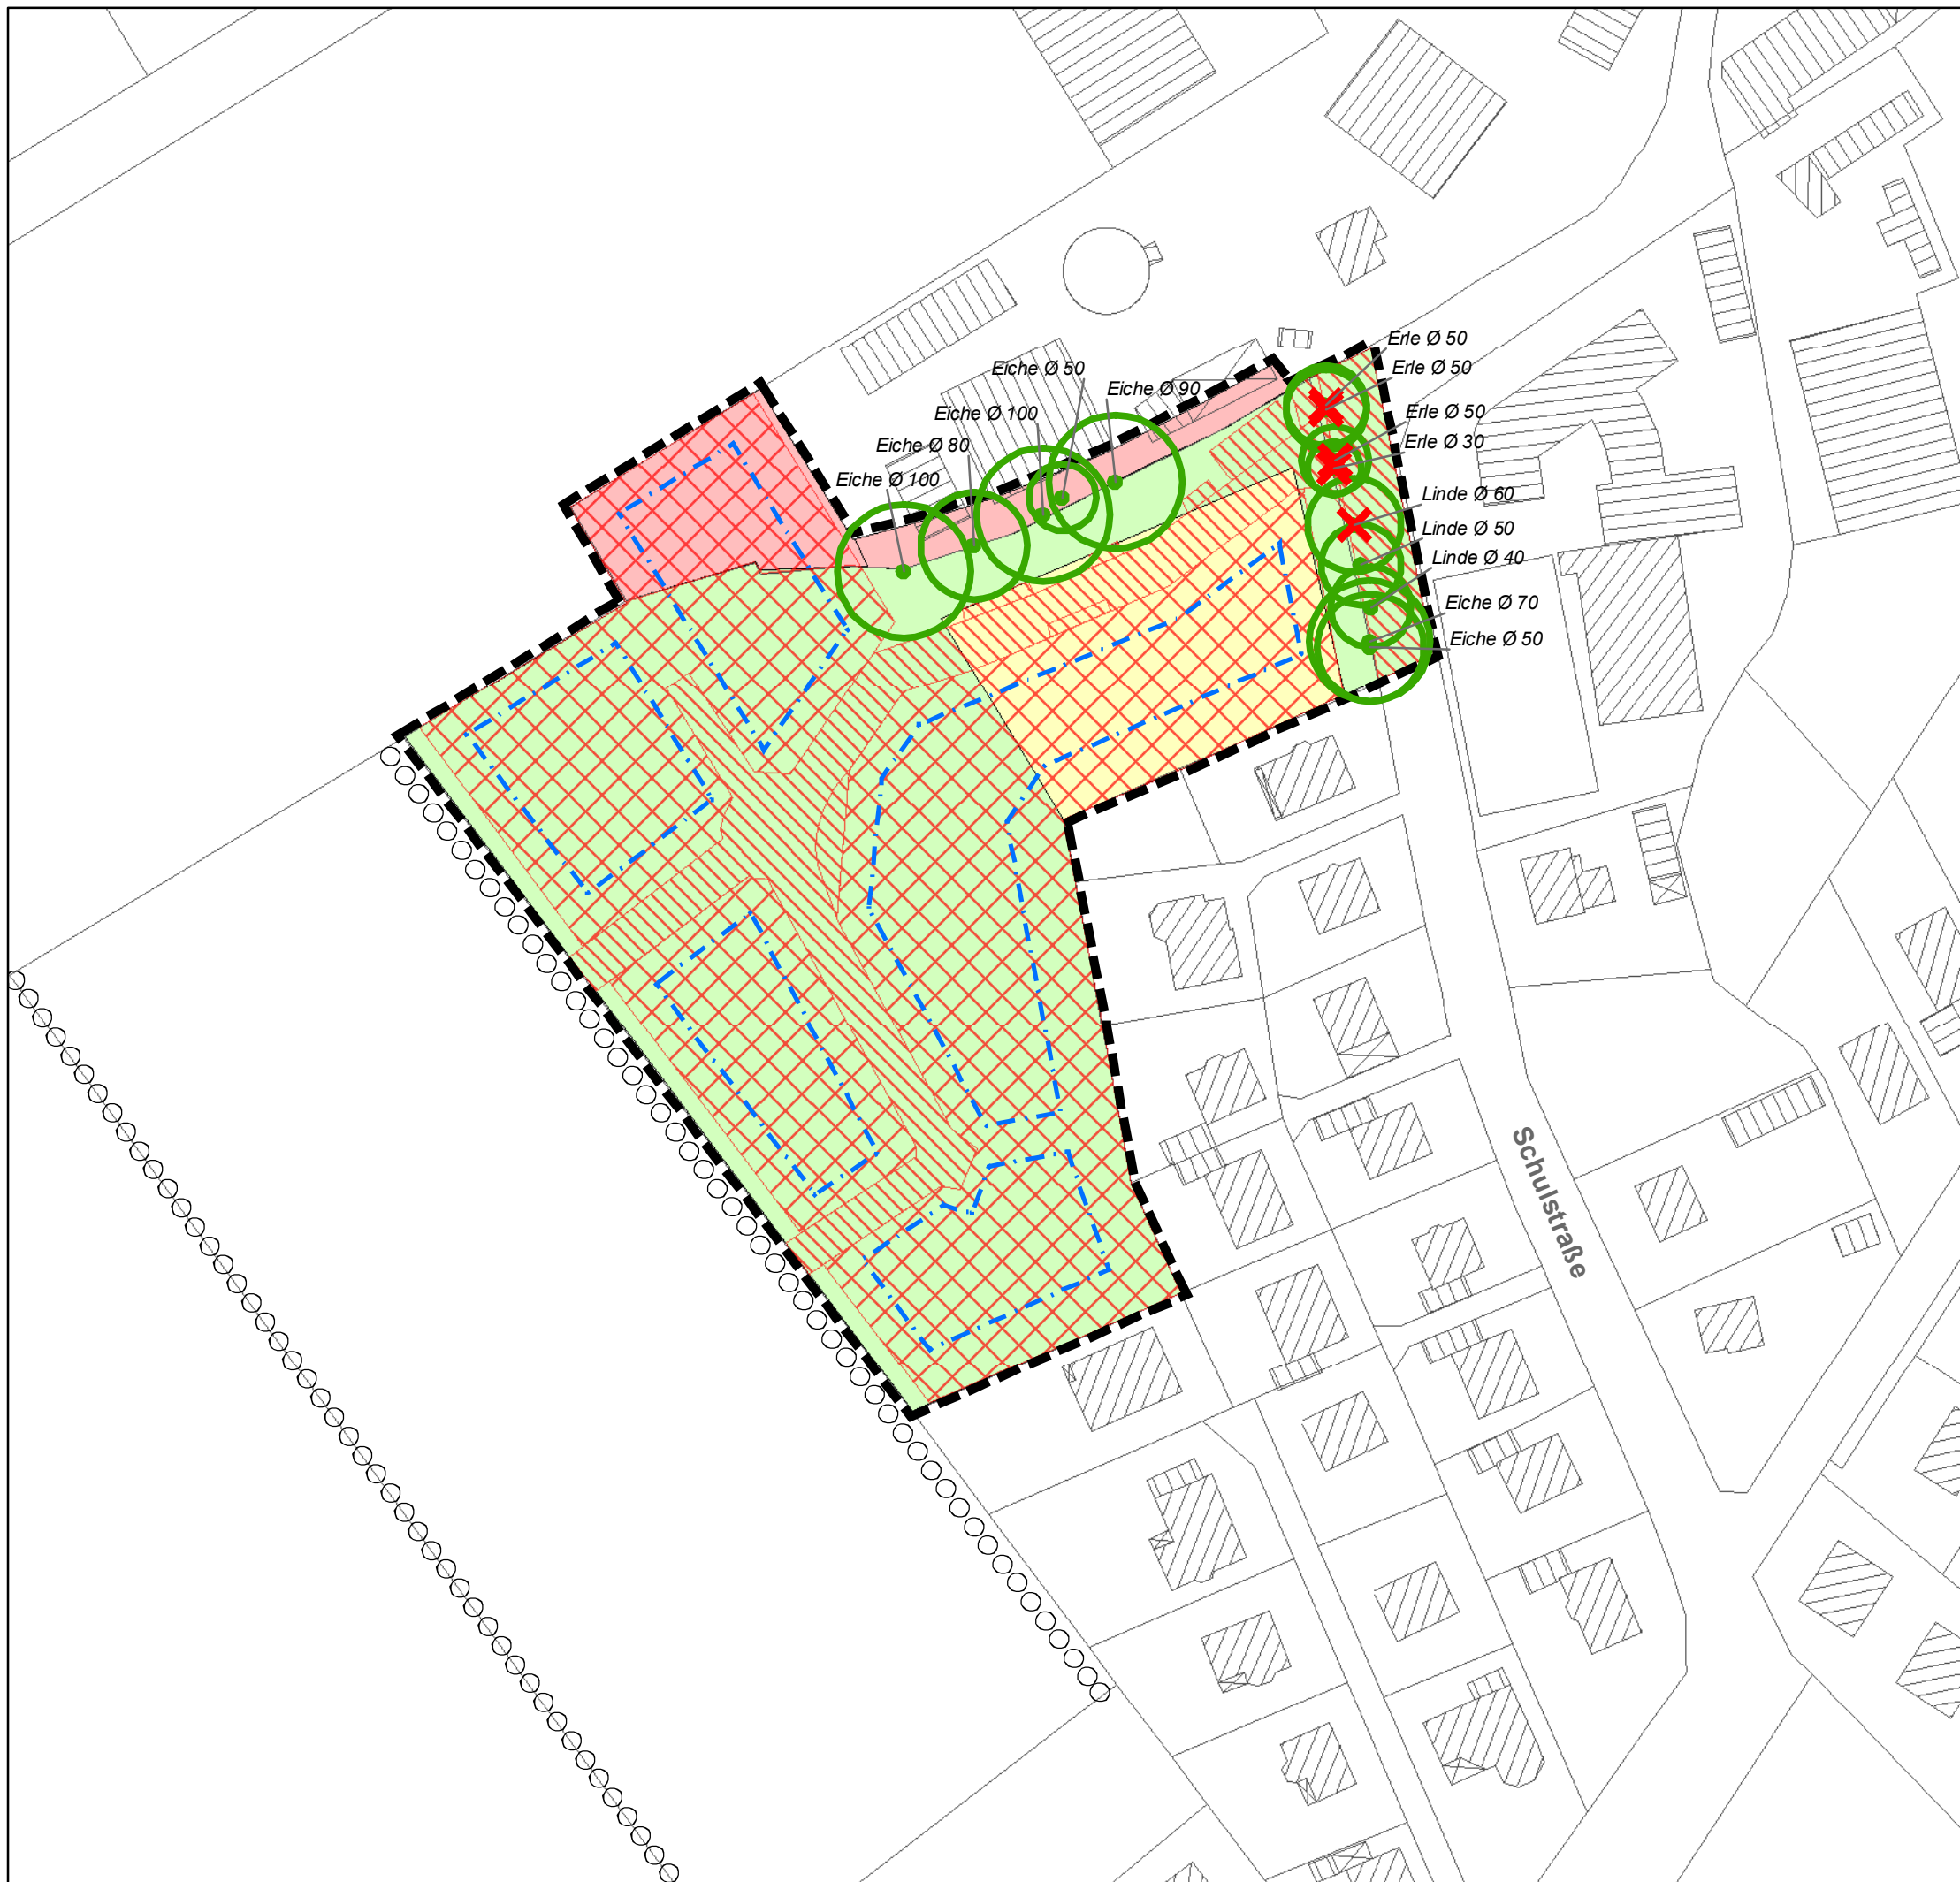 Erle Ø 50
Erle Ø 50
Eiche Ø 50
Eiche Ø 90
Eiche Ø 100
Erle Ø 50
Eiche Ø 80
Erle Ø 30
Eiche Ø 100
Linde Ø 60
Linde Ø 50
Linde Ø 40
Eiche Ø 70
Eiche Ø 50
Schulstraße